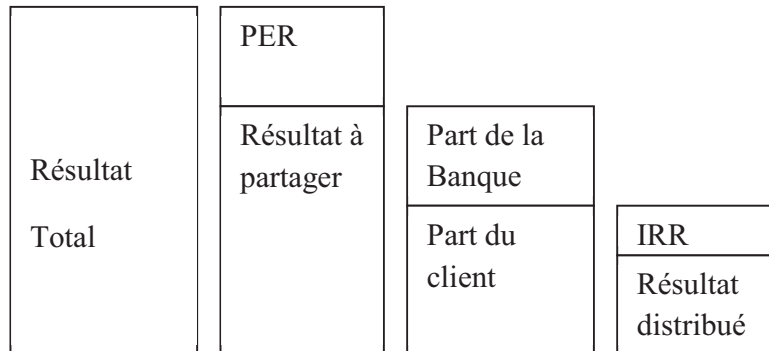 Résultat
Total
PER
Résultat à
partager
Part de la
Banque
Part du
client
IRR
Résultat
distribué